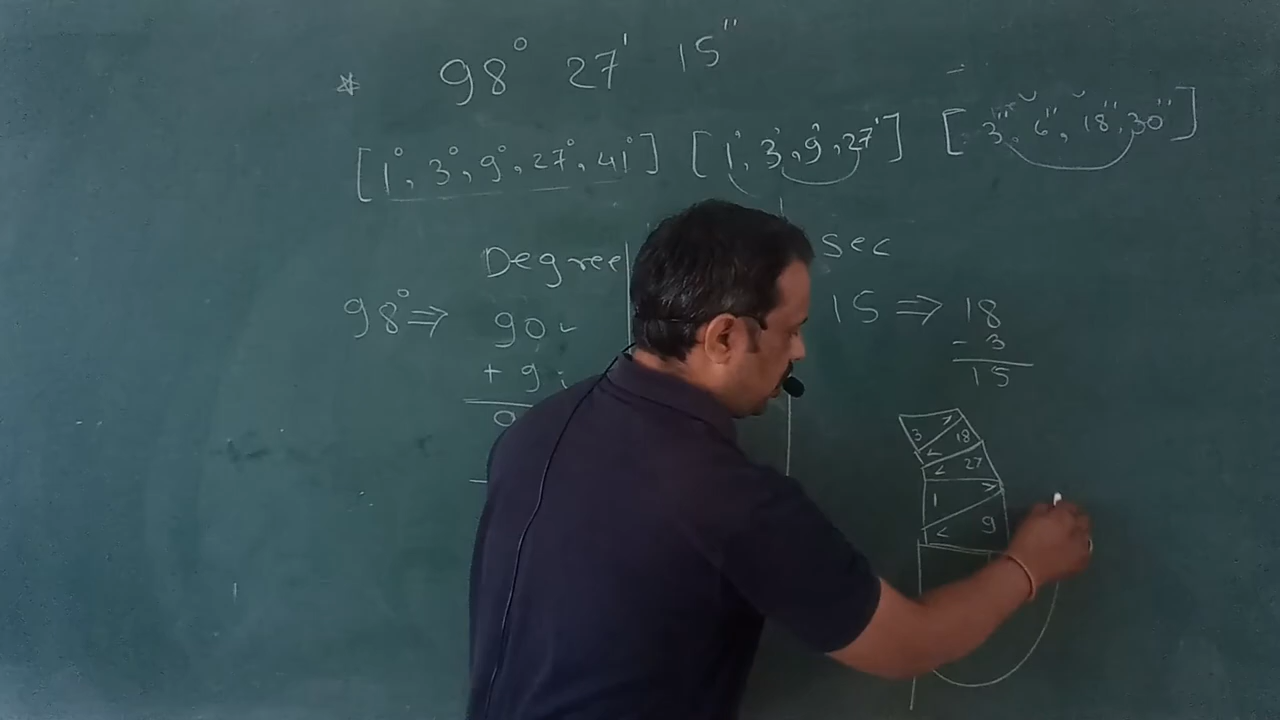 * 98° 27' 15''
[1°, 3°, 9°, 27°, 41°] [1', 3', 9', 27'] [3'', 6'', 18'', 30'']
Degree Sec
98° ⇒ 90 15 ⇒ 18
+ 9 - 3
9 15
3
18
< 27
1
< 9